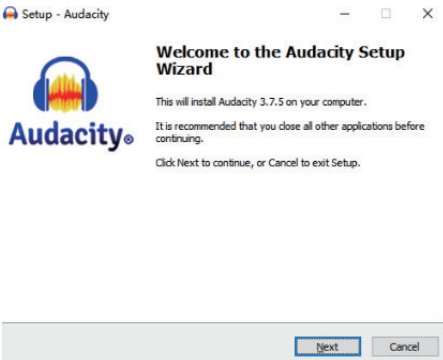 Setup - Audacity
Audacity®
Welcome to the Audacity Setup
Wizard
This will install Audacity 3.7.5 on your computer.
It is recommended that you close all other applications before
continuing.
Click Next to continue, or Cancel to exit Setup.
Next
Cancel